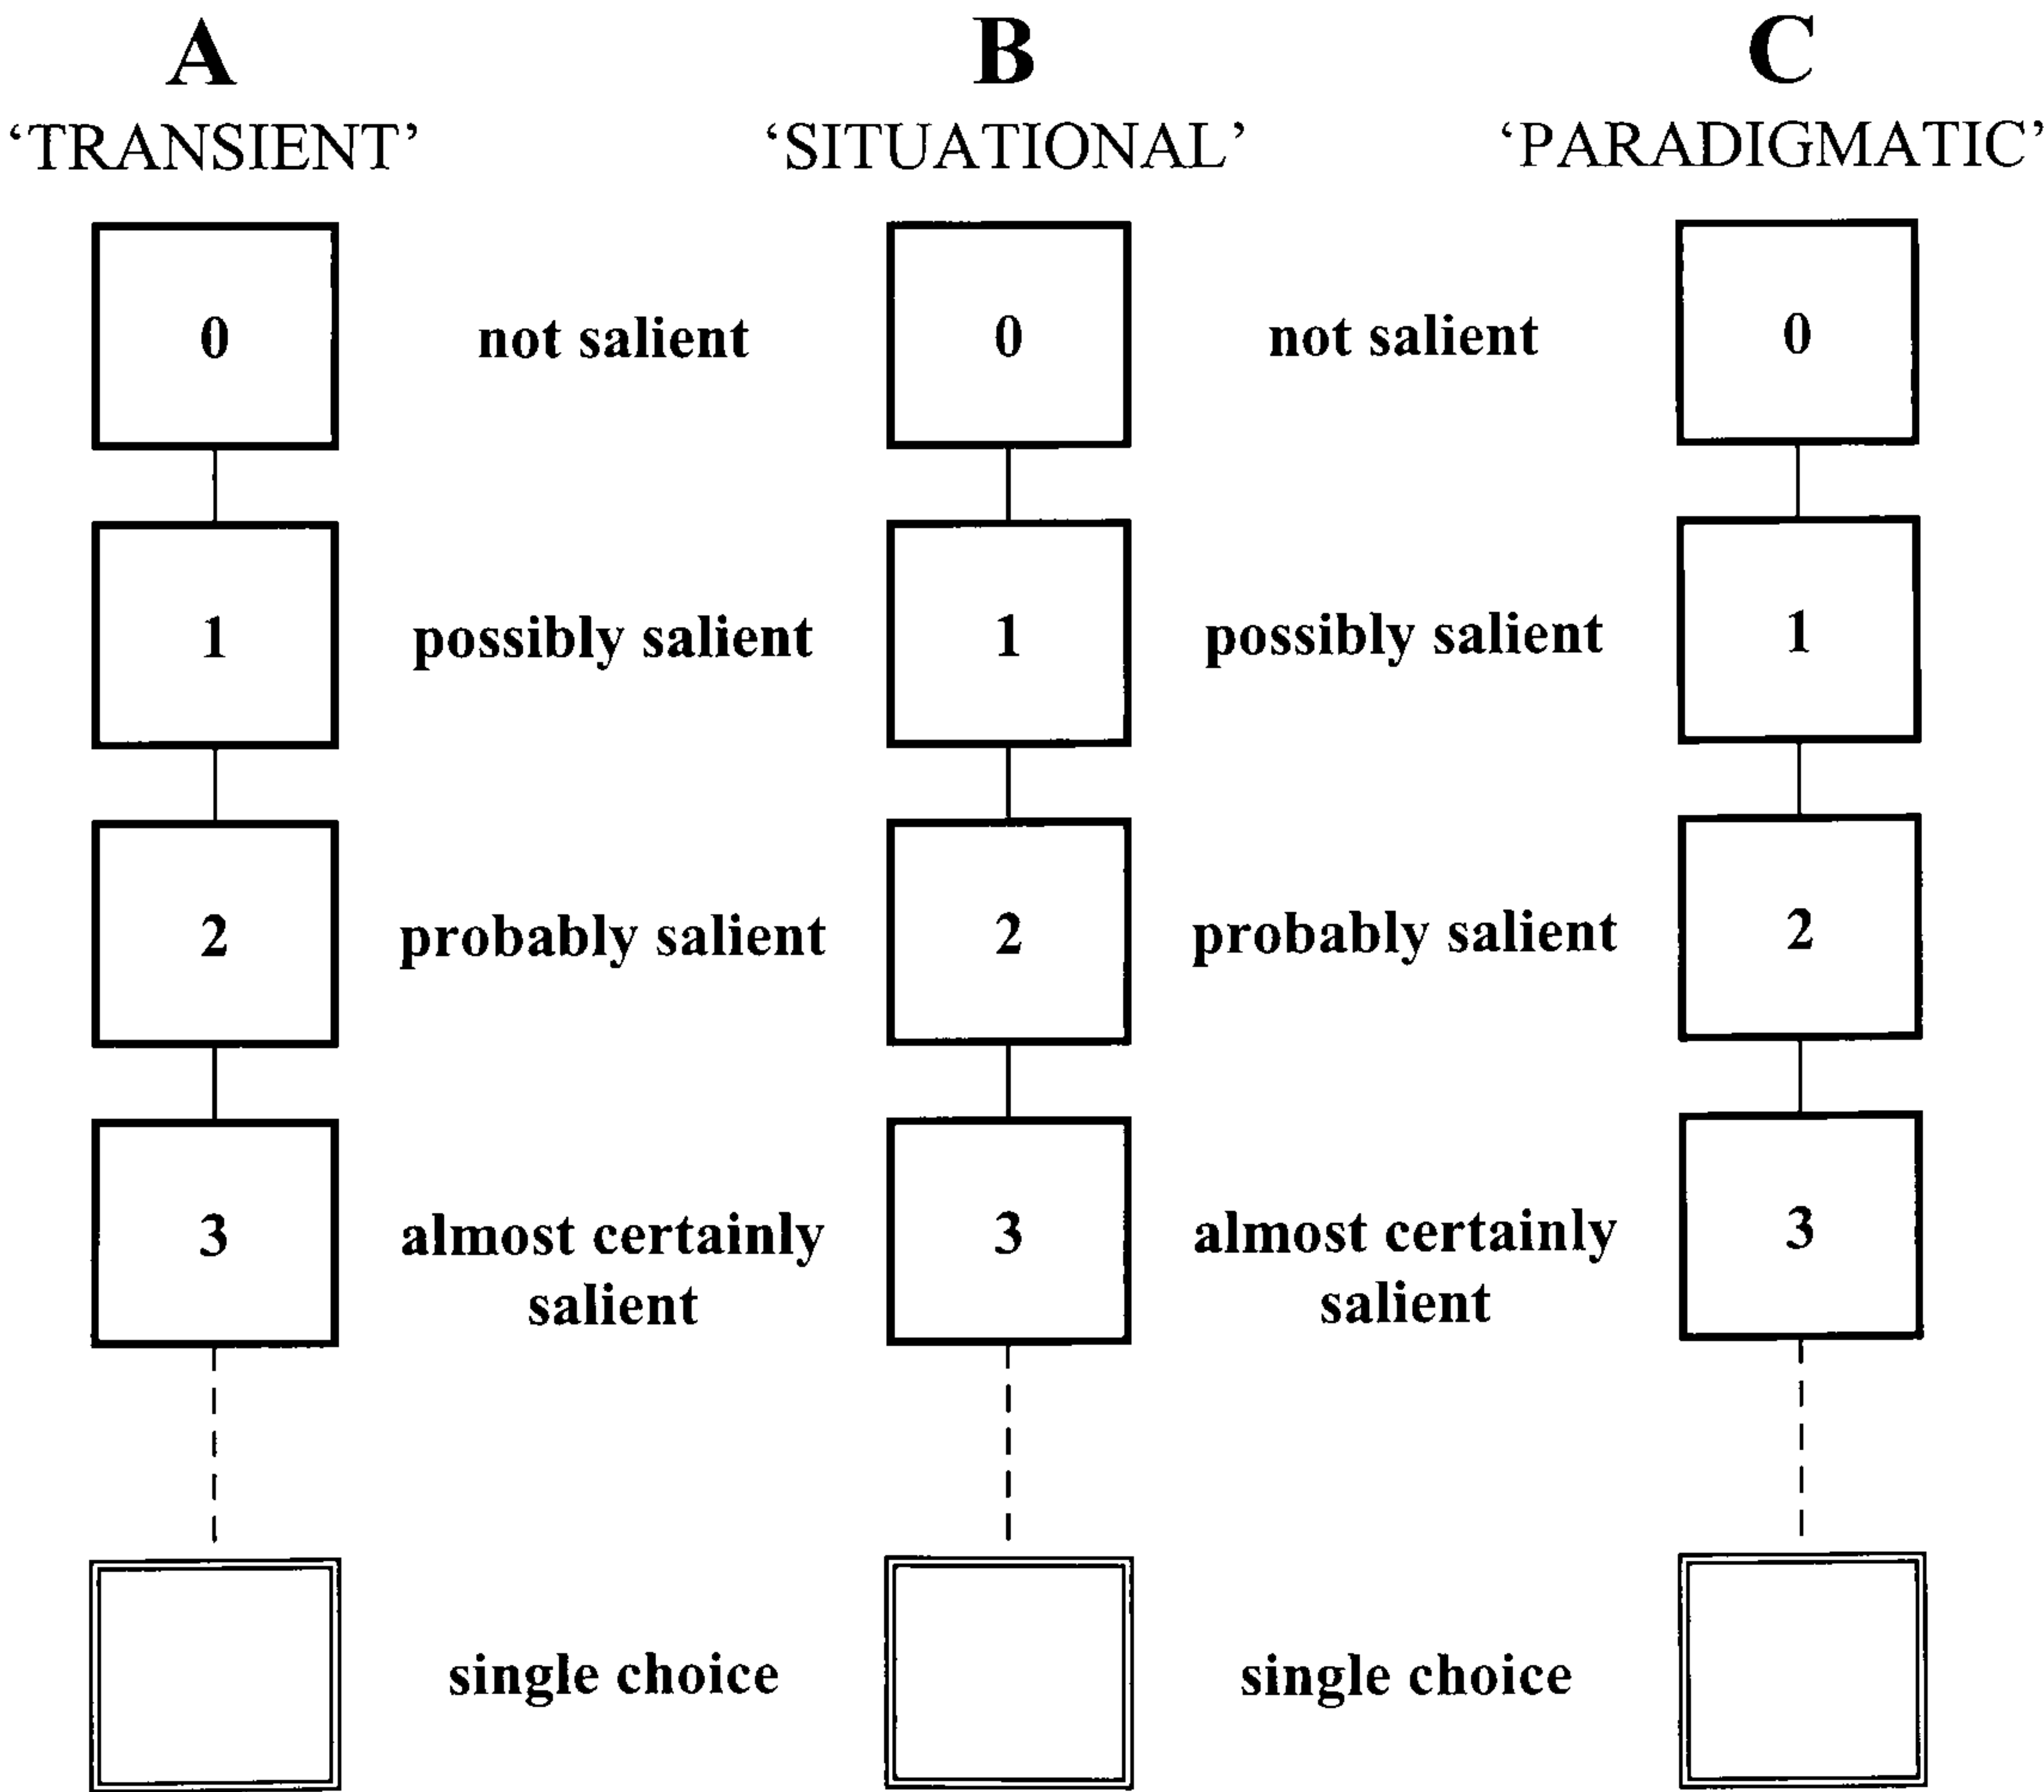 A B C
‘TRANSIENT’ ‘SITUATIONAL’ ‘PARADIGMATIC’
0 not salient 0 not salient 0
1 possibly salient 1 possibly salient 1
2 probably salient 2 probably salient 2
3 almost certainly 3 almost certainly 3
salient salient
single choice single choice